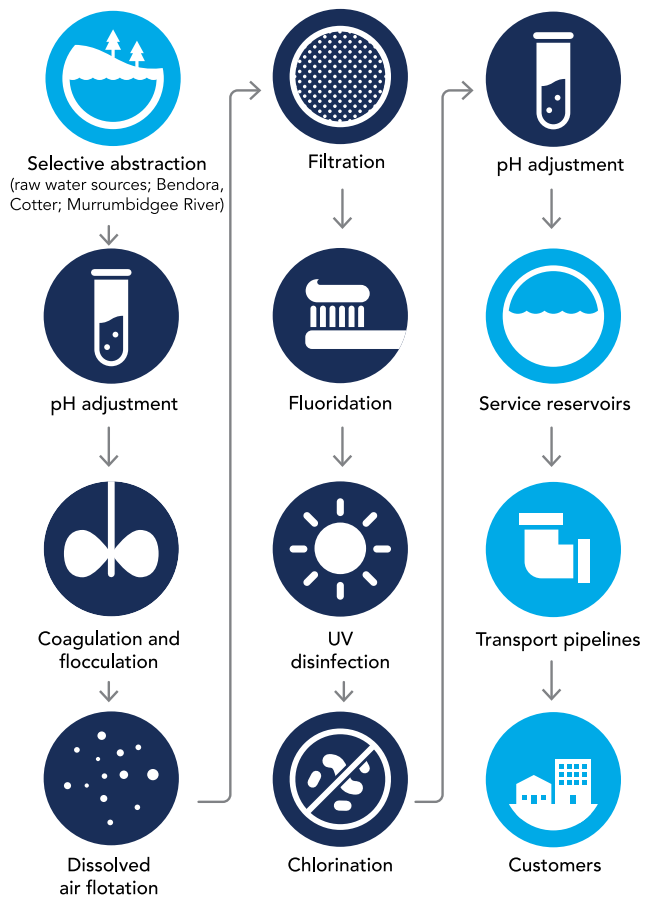 Selective abstraction
(raw water sources; Bendora,
Cotter; Murrumbidgee River)
pH adjustment
Coagulation and
flocculation
Dissolved
air flotation
Filtration
Fluoridation
UV
disinfection
Chlorination
pH adjustment
Service reservoirs
Transport pipelines
Customers